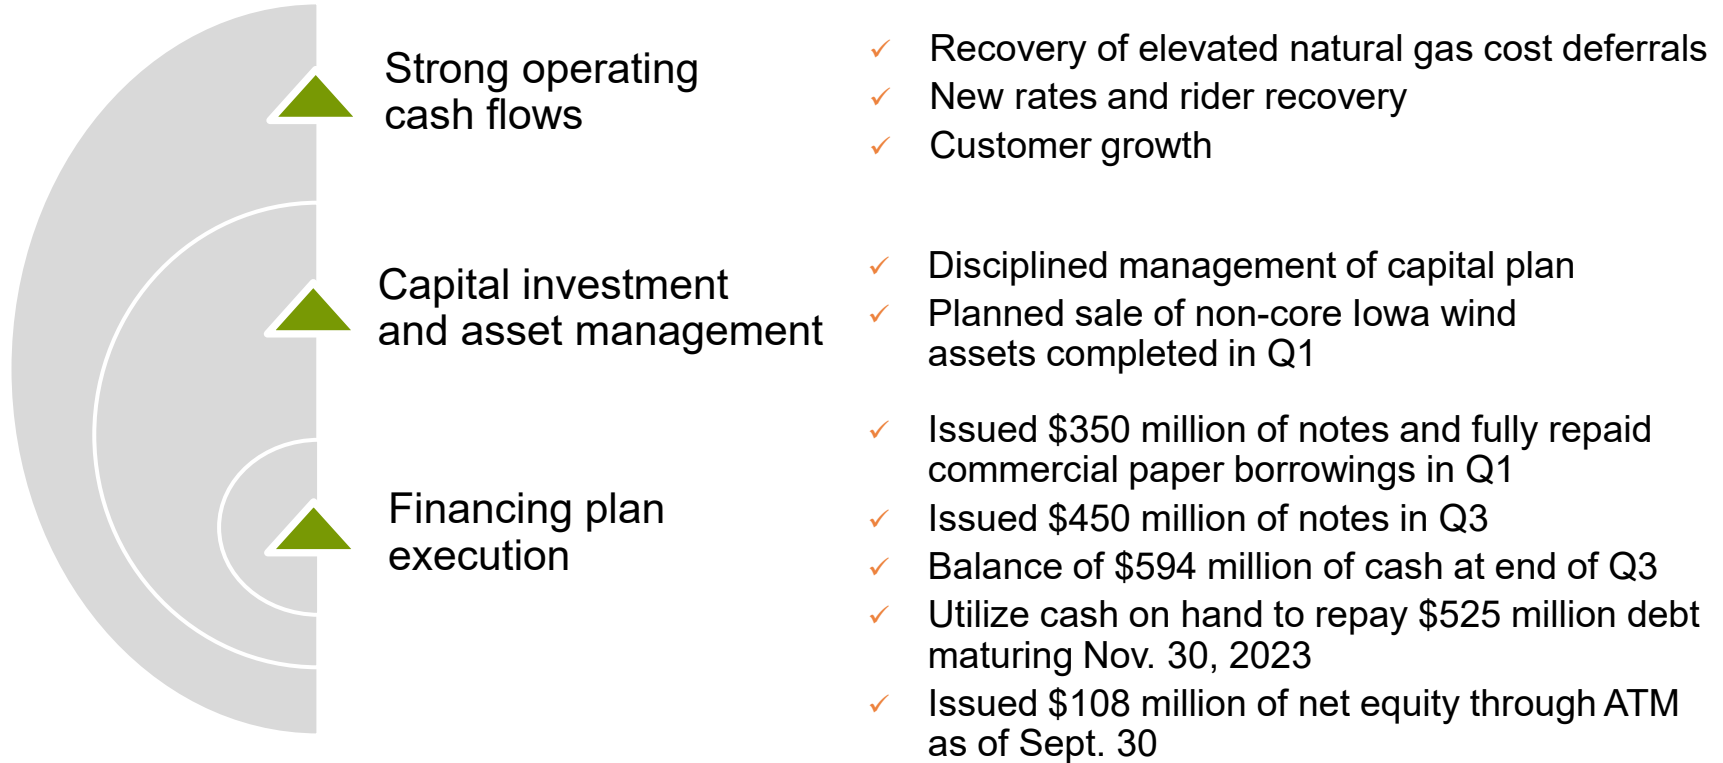 Strong operating
cash flows
✓ Recovery of elevated natural gas cost deferrals
✓ New rates and rider recovery
✓ Customer growth
Capital investment
and asset management
✓ Disciplined management of capital plan
✓ Planned sale of non-core Iowa wind
assets completed in Q1
Financing plan
execution
✓ Issued $350 million of notes and fully repaid
commercial paper borrowings in Q1
✓ Issued $450 million of notes in Q3
✓ Balance of $594 million of cash at end of Q3
✓ Utilize cash on hand to repay $525 million debt
maturing Nov. 30, 2023
✓ Issued $108 million of net equity through ATM
as of Sept. 30